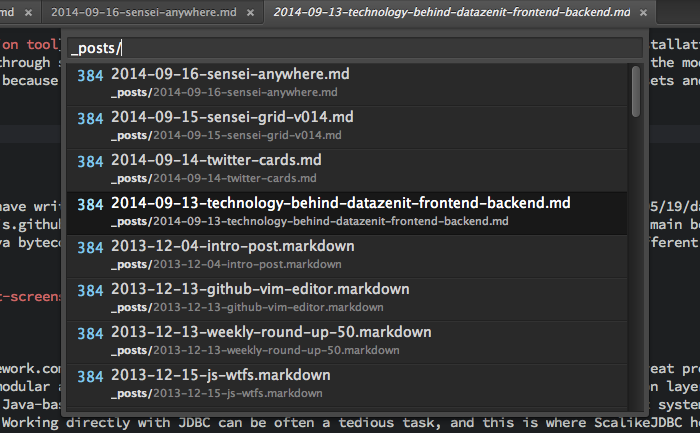 md × 2014-09-16-sensei-anywhere.md × 2014-09-13-technology-behind-datazenit-frontend-backend.md ×
_posts/
on tool
through
the mo
because
384 2014-09-16-sensei-anywhere.md
_posts/2014-09-16-sensei-anywhere.md
384 2014-09-15-sensei-grid-v014.md
_posts/2014-09-15-sensei-grid-v014.md
384 2014-09-14-twitter-cards.md
_posts/2014-09-14-twitter-cards.md
384 2014-09-13-technology-behind-datazenit-frontend-backend.md
_posts/2014-09-13-technology-behind-datazenit-frontend-backend.md
have writ
5/19/da
s.github
main b
va byteco
fferent
384 2013-12-04-intro-post.markdown
_posts/2013-12-04-intro-post.markdown
384 2013-12-13-github-vim-editor.markdown
_posts/2013-12-13-github-vim-editor.markdown
t-screens
384 2013-12-13-weekly-round-up-50.markdown
_posts/2013-12-13-weekly-round-up-50.markdown
384 2013-12-15-js-wtfs.markdown
_posts/2013-12-15-js-wtfs.markdown
ework.com
eat pr
modular a
n laye
Java-bas
t system
Working directly with JDBC can be often a tedious task, and this is where ScalikeJDBC h